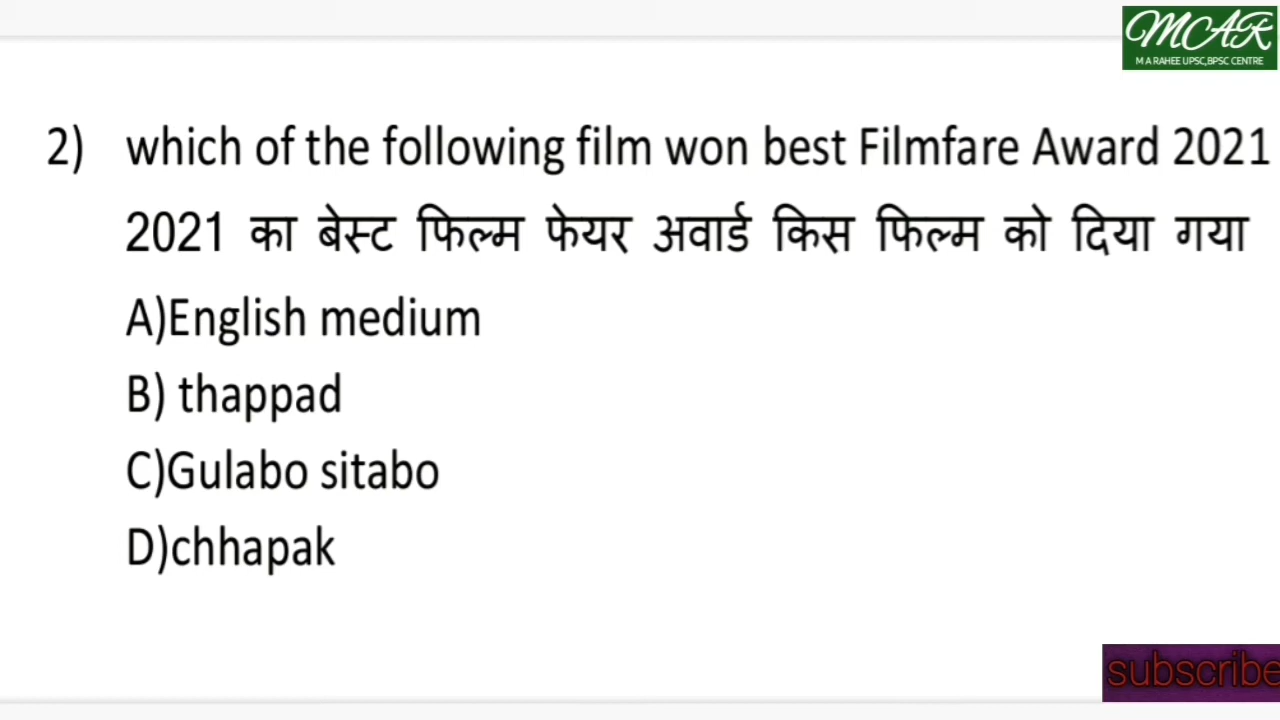 MCAR
M A RAHEE UPSC,BPSC CENTRE
2) which of the following film won best Filmfare Award 2021
2021 का बेस्ट फिल्म फेयर अवार्ड किस फिल्म को दिया गया
A)English medium
B) thappad
C)Gulabo sitabo
D)chhapak
subscribe